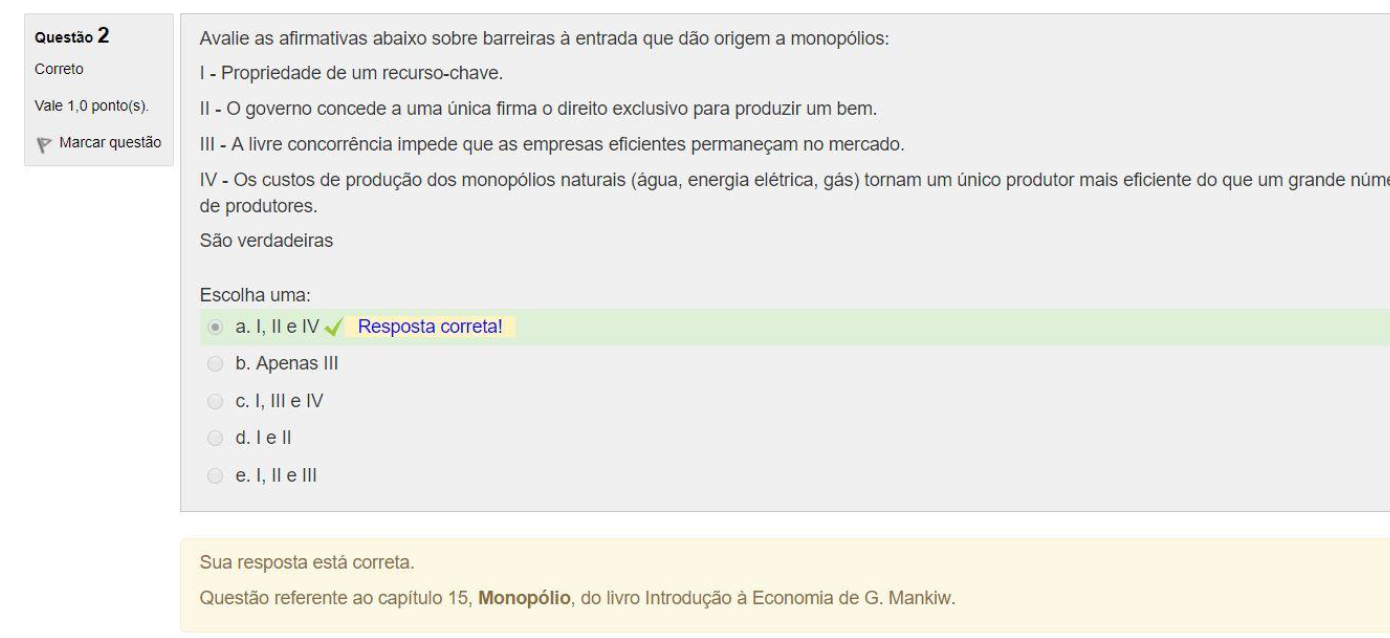 Questão 2
Correto
Vale 1,0 ponto(s).
Marcar questão
Avalie as afirmativas abaixo sobre barreiras à entrada que dão origem a monopólios:
I - Propriedade de um recurso-chave.
II - O governo concede a uma única firma o direito exclusivo para produzir um bem.
III - A livre concorrência impede que as empresas eficientes permaneçam no mercado.
IV - Os custos de produção dos monopólios naturais (água, energia elétrica, gás) tornam um único produtor mais eficiente do que um grande
de produtores.
São verdadeiras
Escolha uma:
a. I, II e IV Resposta correta!
b. Apenas III
c. I, III e IV
d. I e II
e. I, II e III
Sua resposta está correta.
Questão referente ao capítulo 15, Monopólio, do livro Introdução à Economia de G. Mankiw.